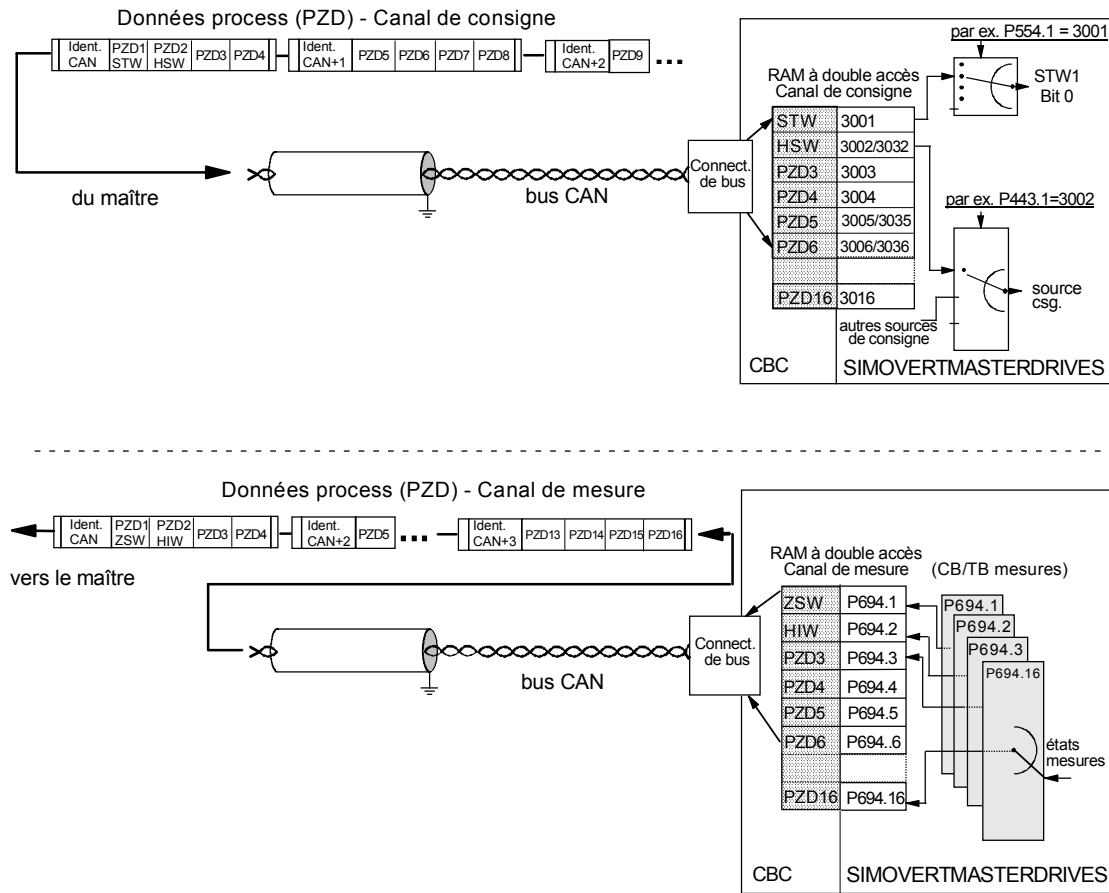 Données process (PZD) - Canal de consigne
Ident. CAN PZD1 STW PZD2 HSW PZD3 PZD4 Ident. CAN+1 PZD5 PZD6 PZD7 PZD8 Ident. CAN+2 PZD9 ...
du maître
bus CAN
Connect. de bus
RAM à double accès
Canal de consigne
STW 3001
HSW 3002/3032
PZD3 3003
PZD4 3004
PZD5 3005/3035
PZD6 3006/3036
PZD16 3016
par ex. P554.1 = 3001
STW1
Bit 0
par ex. P443.1=3002
source
csg.
autres sources
de consigne
CBC
SIMOVERTMASTERDRIVES
Données process (PZD) - Canal de mesure
Ident. CAN PZD1 ZSW PZD2 HIW PZD3 PZD4 Ident. CAN+2 PZD5 ... Ident. CAN+3 PZD13 PZD14 PZD15 PZD16
vers le maître
bus CAN
Connect. de bus
RAM à double accès
Canal de mesure
(CB/TB mesures)
ZSW P694.1
HIW P694.2
PZD3 P694.3
PZD4 P694.4
PZD5 P694.5
PZD6 P694..6
PZD16 P694.16
P694.1
P694.2
P694.3
P694.16
états
mesures
CBC
SIMOVERTMASTERDRIVES